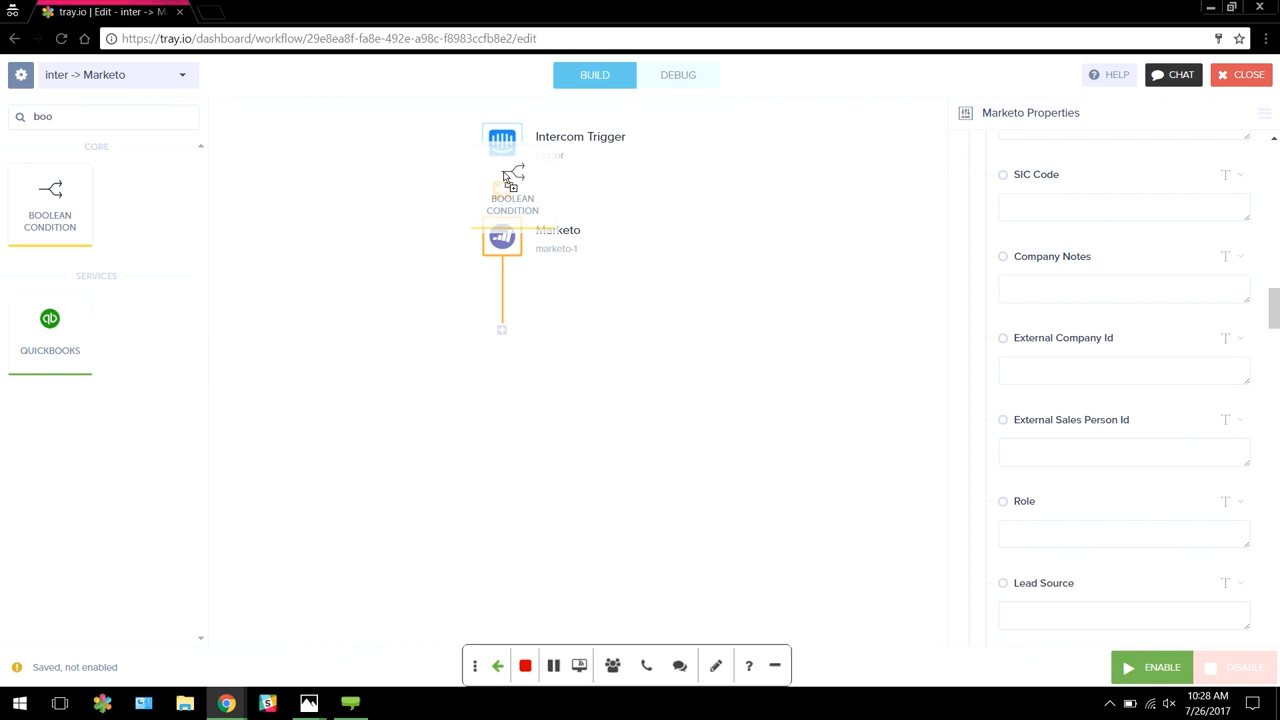 tray.io | Edit - inter -> M
https://tray.io/dashboard/workflow/29e8ea8f-fa8e-492e-a98c-f8983ccfb8e2/edit
inter -> Marketo
BUILD
DEBUG
HELP
CHAT
CLOSE
boo
CORE
BOOLEAN
CONDITION
SERVICES
QUICKBOOKS
Intercom Trigger
trigger
BOOLEAN
CONDITION
Marketo
marketo-1
Marketo Properties
SIC Code
Company Notes
External Company Id
External Sales Person Id
Role
Lead Source
Saved, not enabled
ENABLE
DISABLE
10:28 AM
7/26/2017